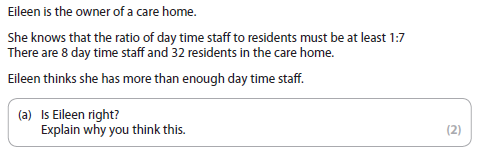 Eileen is the owner of a care home.
She knows that the ratio of day time staff to residents must be at least 1:7
There are 8 day time staff and 32 residents in the care home.
Eileen thinks she has more than enough day time staff.
(a) Is Eileen right?
Explain why you think this.
(2)